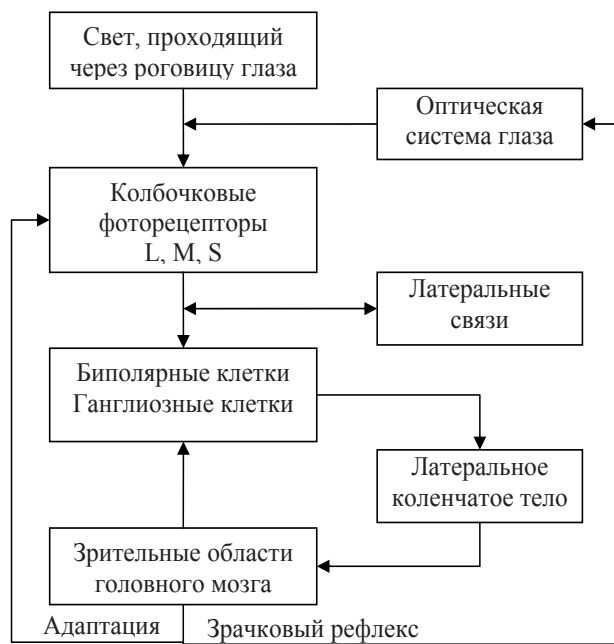 Свет, проходящий
через роговицу глаза
Оптическая
система глаза
Колбочковые
фоторецепторы
L, M, S
Латеральные
связи
Биполярные клетки
Ганглиозные клетки
Латеральное
коленчатое тело
Зрительные области
головного мозга
Адаптация
Зрачковый рефлекс